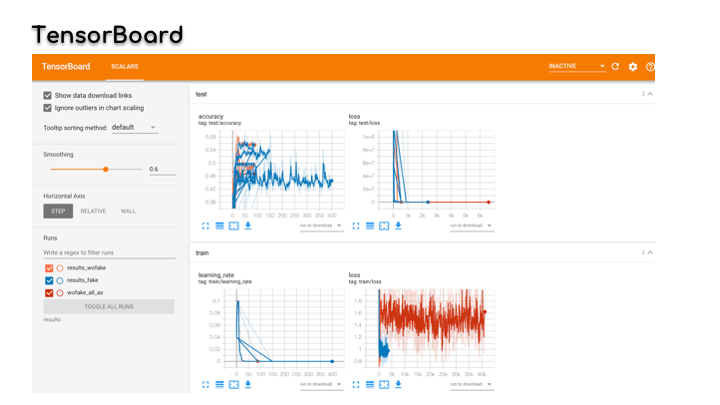 TensorBoard
TensorBoard SCALARS INACTIVE
Show data download links
Ignore outliers in chart scaling
Tooltip sorting method: default
Smoothing
0.6
Horizontal Axis
STEP RELATIVE WALL
Runs
Write a regex to filter runs
results_wofake
results_fake
wofake_all_as
TOGGLE ALL RUNS
results
test 2
accuracy
tag: test/accuracy
0.58
0.54
0.5
0.46
0.42
0.38
0 50 100 150 200 250 300 350 400
run to download
loss
tag: test/loss
1e+8
8e+7
6e+7
4e+7
2e+7
0
0 1k 2k 3k 4k 5k 6k
run to download
train 2
learning_rate
tag: train/learning_rate
0.1
0.08
0.06
0.04
0.02
0
0 50 100 150 200 250 300 350 400
run to download
loss
tag: train/loss
1.8
1.6
1.4
1.2
1
0.8
0 5k 10k 15k 20k 25k 30k 35k 40k
run to download